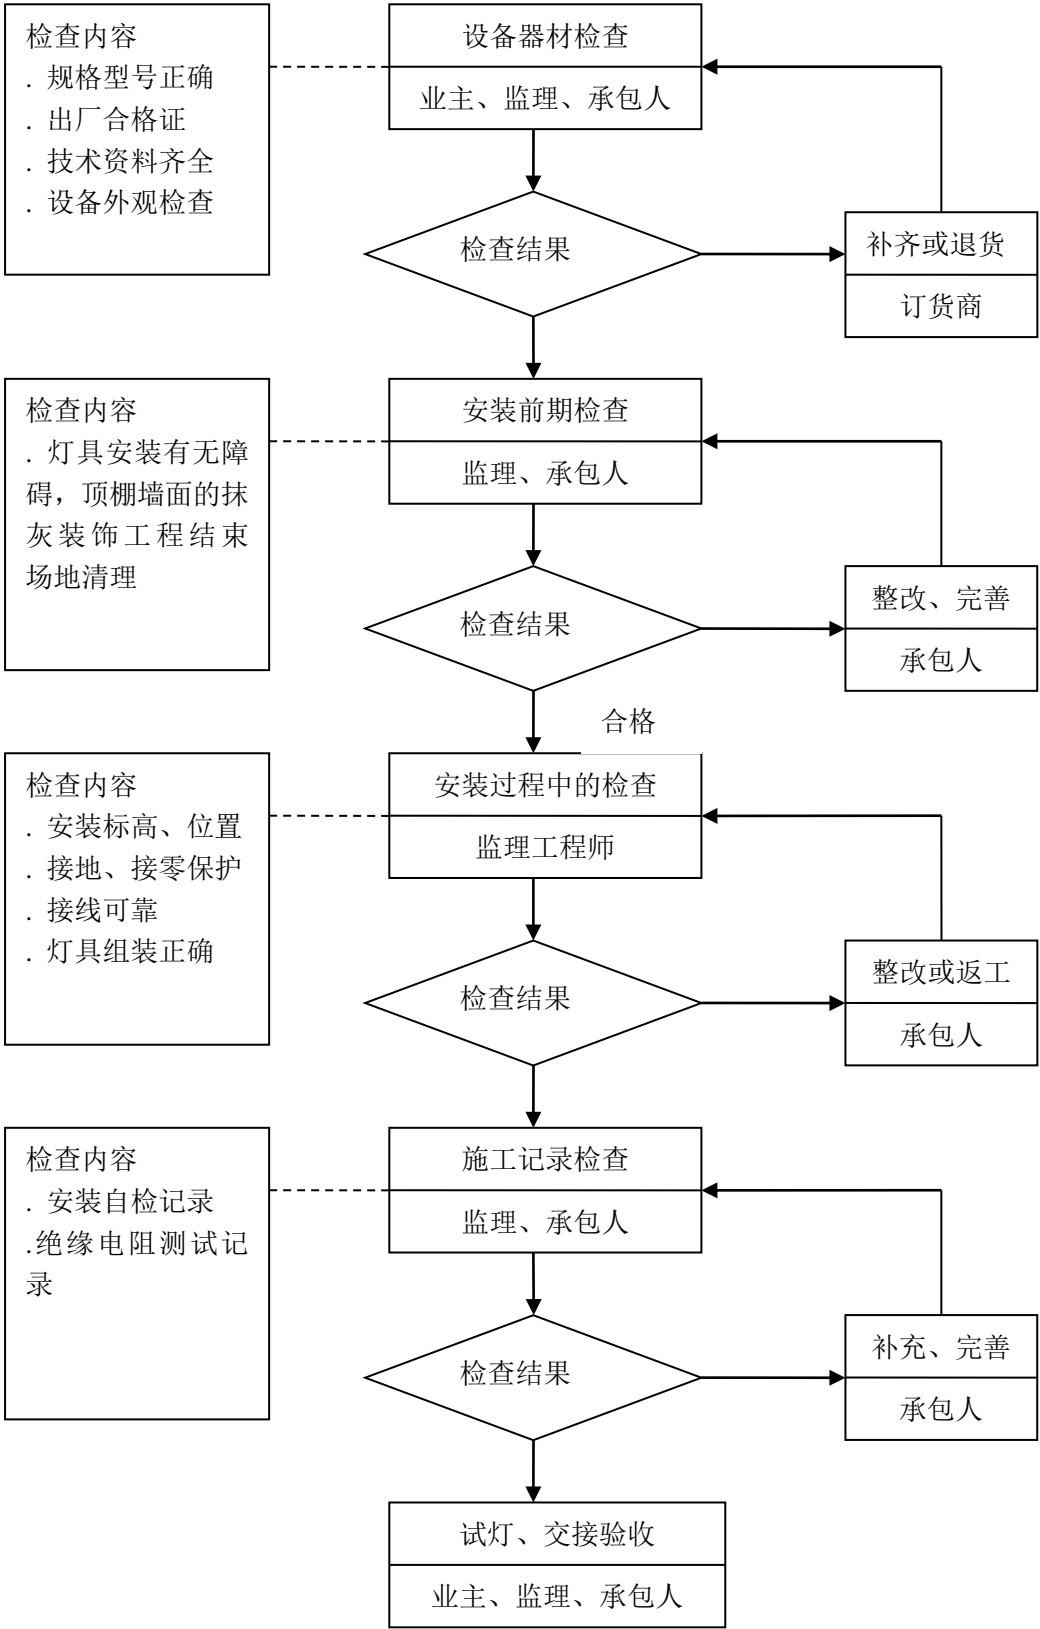 检查内容
. 规格型号正确
. 出厂合格证
. 技术资料齐全
. 设备外观检查
设备器材检查
业主、监理、承包人
检查结果
补齐或退货
订货商
检查内容
. 灯具安装有无障
碍，顶棚墙面的抹
灰装饰工程结束
场地清理
安装前期检查
监理、承包人
检查结果
整改、完善
承包人
合格
检查内容
. 安装标高、位置
. 接地、接零保护
. 接线可靠
. 灯具组装正确
安装过程中的检查
监理工程师
检查结果
整改或返工
承包人
检查内容
. 安装自检记录
.绝缘电阻测试记
录
施工记录检查
监理、承包人
检查结果
补充、完善
承包人
试灯、交接验收
业主、监理、承包人